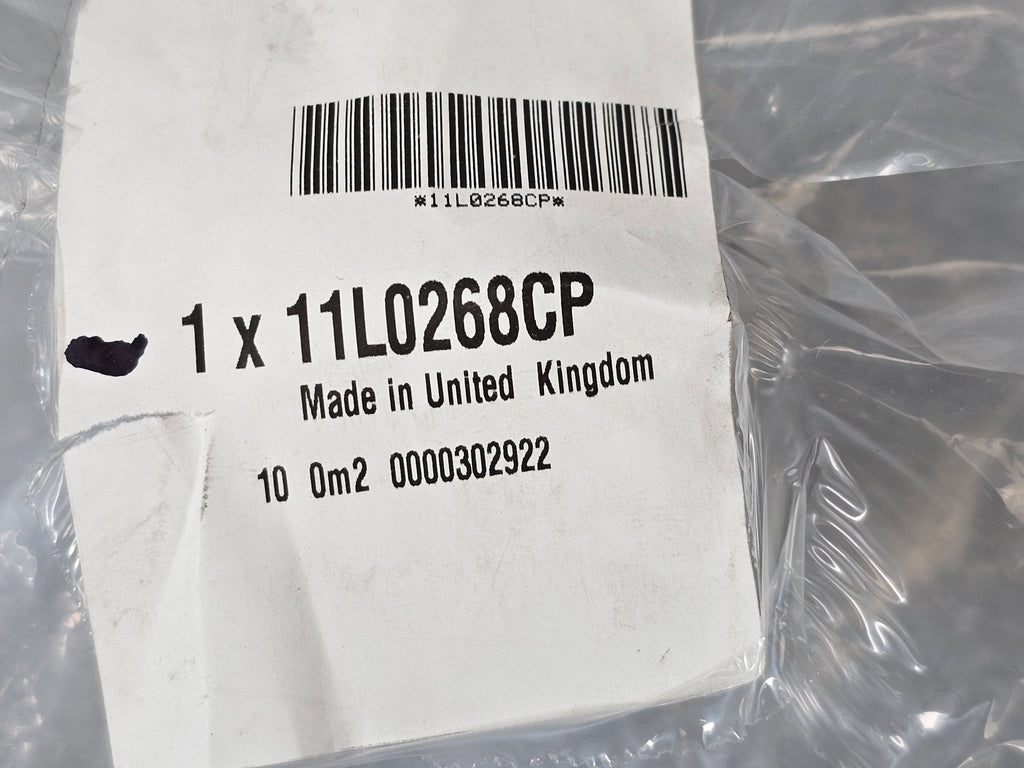 *11L0268CP*
1 x 11L0268CP
Made in United Kingdom
10 0m2 0000302922